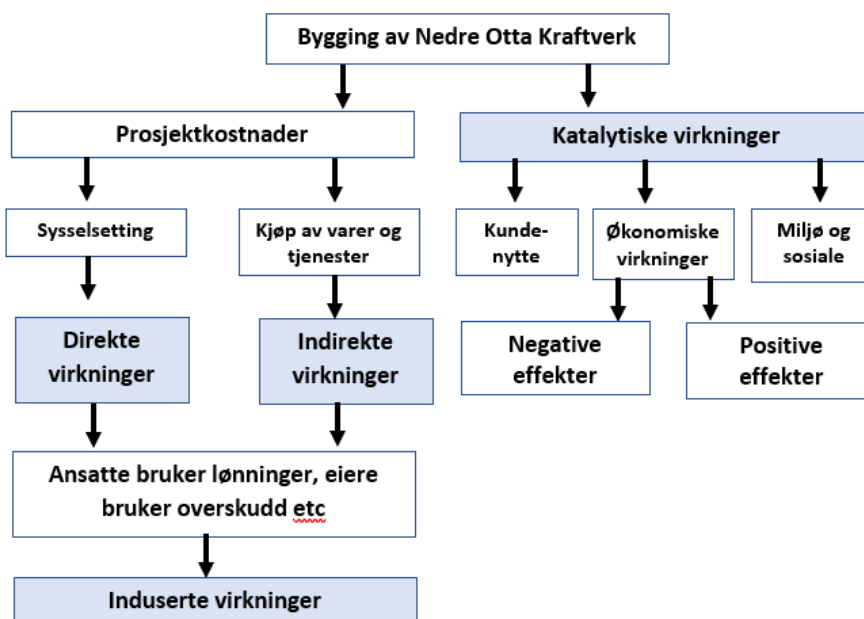 Bygging av Nedre Otta Kraftverk
Prosjektkostnader
Katalytiske virkninger
Sysselsetting
Kjøp av varer og
tjenester
Kunde-
nytte
Økonomiske
virkninger
Miljø og
sosiale
Direkte
virkninger
Indirekte
virkninger
Negative
effekter
Positive
effekter
Ansatte bruker lønninger, eiere
bruker overskudd etc
Induserte virkninger